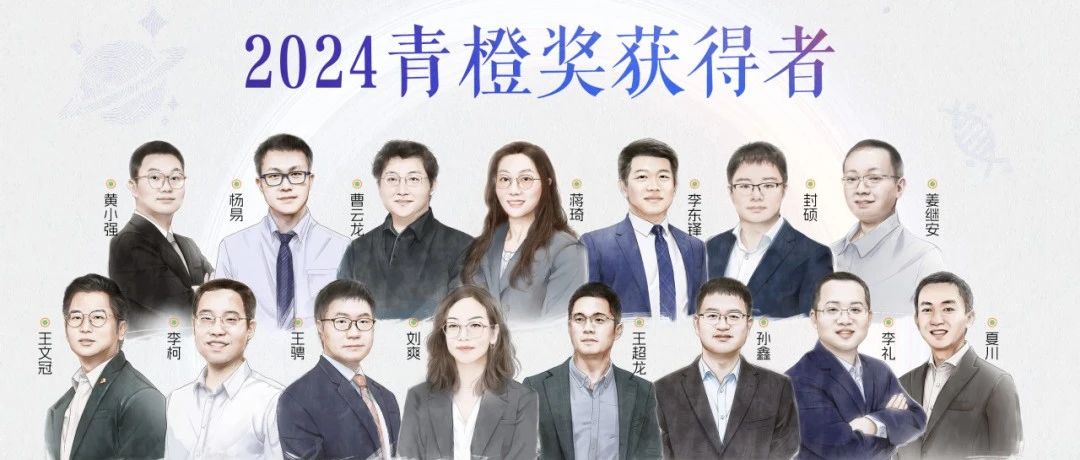 2024青橙奖获得者
黄小强
杨易
曹云龙
蒋琦
李东锋
封硕
姜继安
王文冠
李柯
王骋
刘爽
王超龙
孙鑫
李礼
夏川